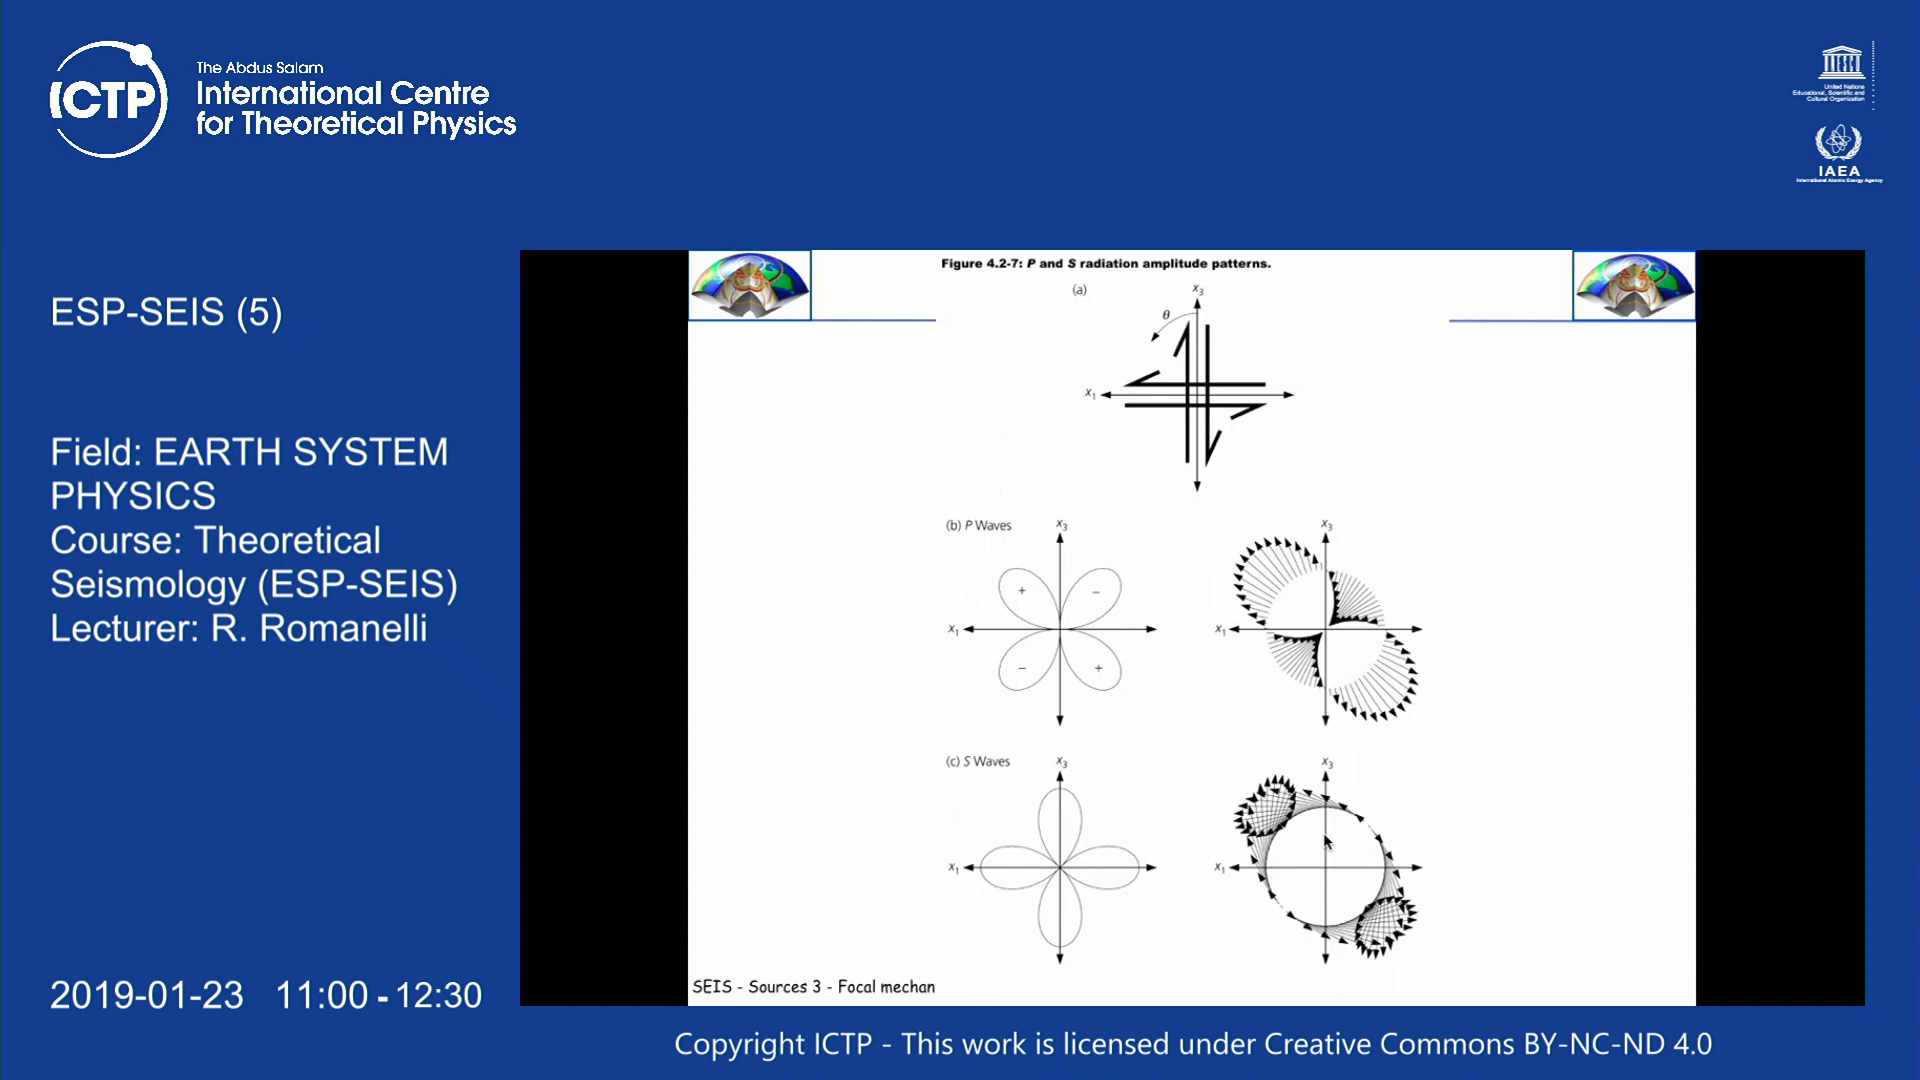 ICTP
The Abdus Salam
International Centre
for Theoretical Physics
United Nations
Educational, Scientific and
Cultural Organization
IAEA
International Atomic Energy Agency
ESP-SEIS (5)
Field: EARTH SYSTEM
PHYSICS
Course: Theoretical
Seismology (ESP-SEIS)
Lecturer: R. Romanelli
2019-01-23 11:00 - 12:30
Figure 4.2-7: P and S radiation amplitude patterns.
(a)
x3
θ
x1
(b) P Waves
x3
+
−
x1
−
+
x3
x1
(c) S Waves
x3
x1
x3
x1
SEIS - Sources 3 - Focal mechan
Copyright ICTP - This work is licensed under Creative Commons BY-NC-ND 4.0